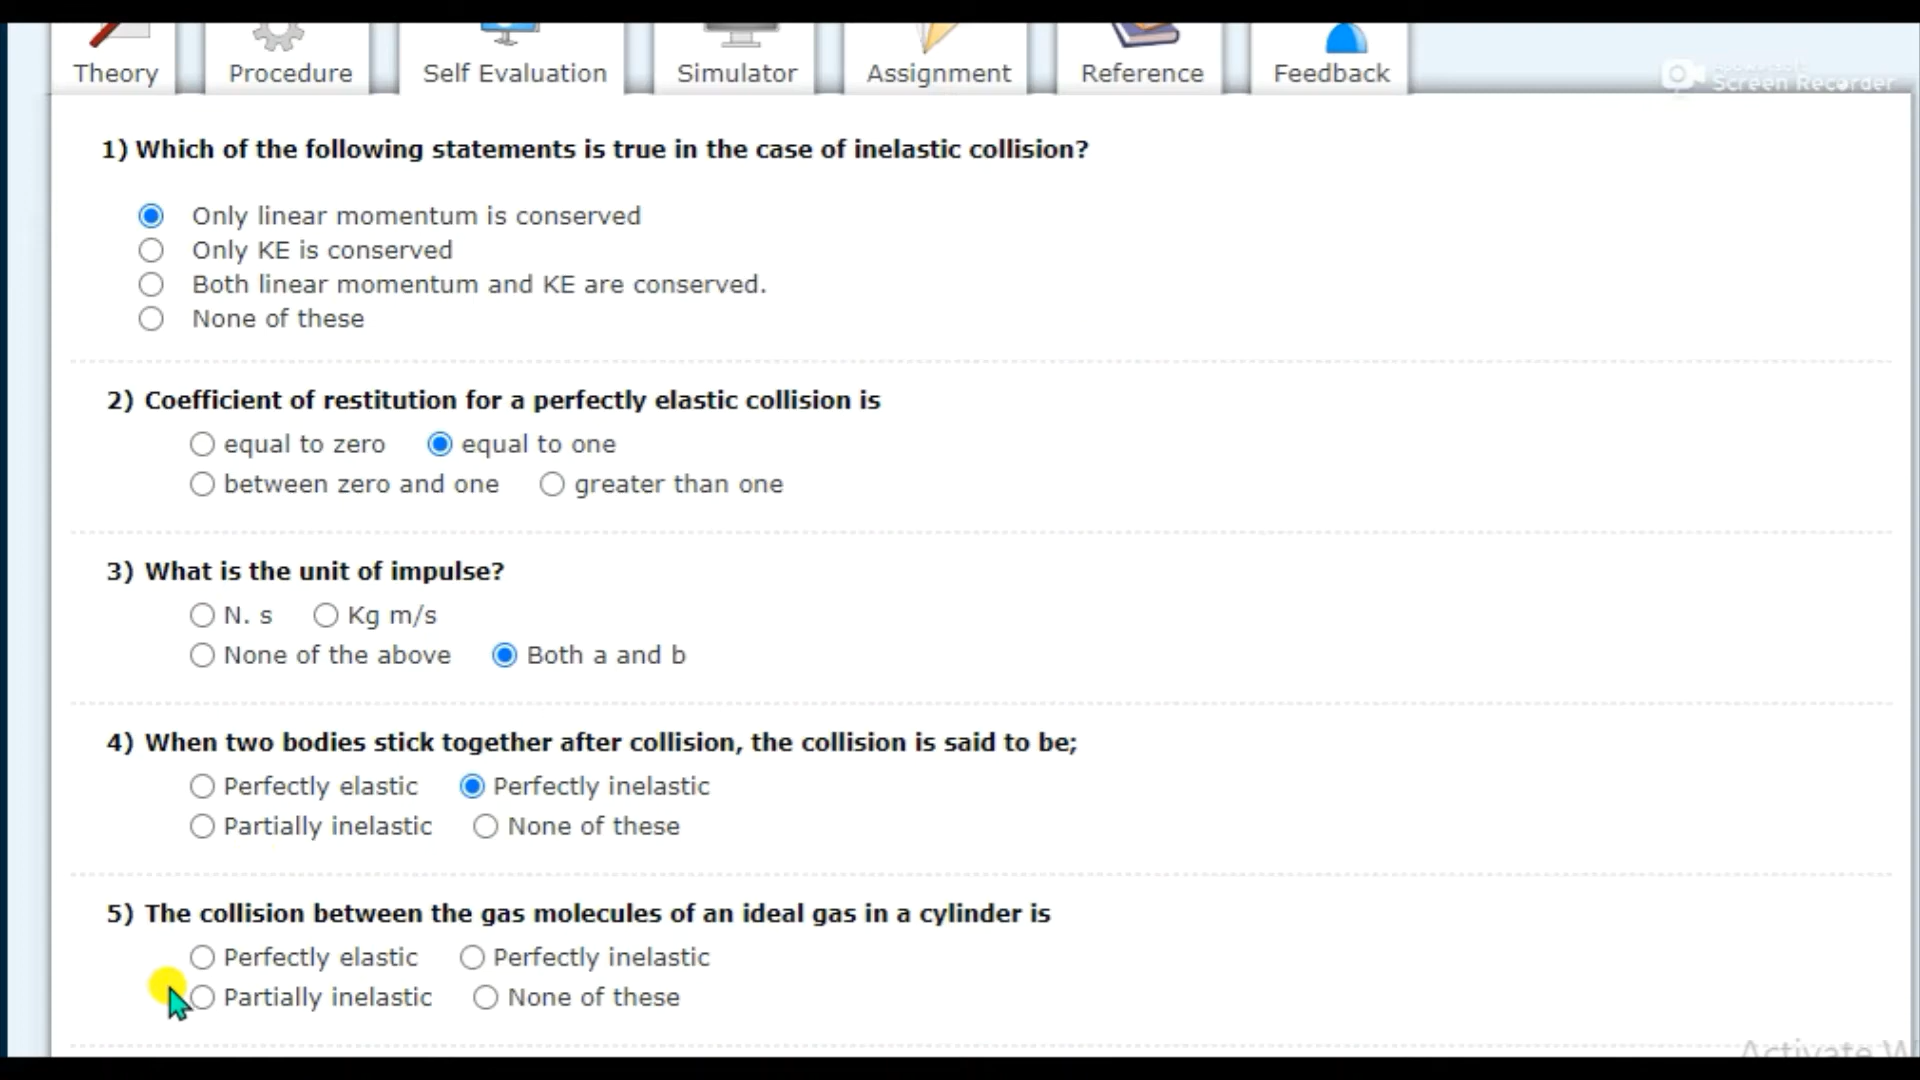 Theory Procedure Self Evaluation Simulator Assignment Reference Feedback
Screen Recorder
1) Which of the following statements is true in the case of inelastic collision?
Only linear momentum is conserved
Only KE is conserved
Both linear momentum and KE are conserved.
None of these
2) Coefficient of restitution for a perfectly elastic collision is
equal to zero equal to one
between zero and one greater than one
3) What is the unit of impulse?
N. s Kg m/s
None of the above Both a and b
4) When two bodies stick together after collision, the collision is said to be;
Perfectly elastic Perfectly inelastic
Partially inelastic None of these
5) The collision between the gas molecules of an ideal gas in a cylinder is
Perfectly elastic Perfectly inelastic
Partially inelastic None of these
Activate